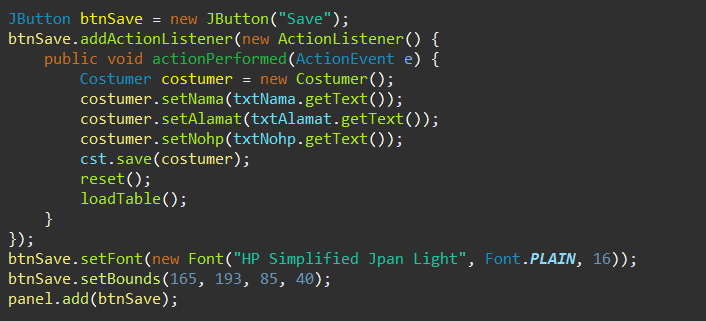 JButton btnSave = new JButton("Save");
btnSave.addActionListener(new ActionListener() {
    public void actionPerformed(ActionEvent e) {
        Costumer costumer = new Costumer();
        costumer.setNama(txtNama.getText());
        costumer.setAlamat(txtAlamat.getText());
        costumer.setNohp(txtNohp.getText());
        cst.save(costumer);
        reset();
        loadTable();
    }
});
btnSave.setFont(new Font("HP Simplified Jpan Light", Font.PLAIN, 16));
btnSave.setBounds(165, 193, 85, 40);
panel.add(btnSave);